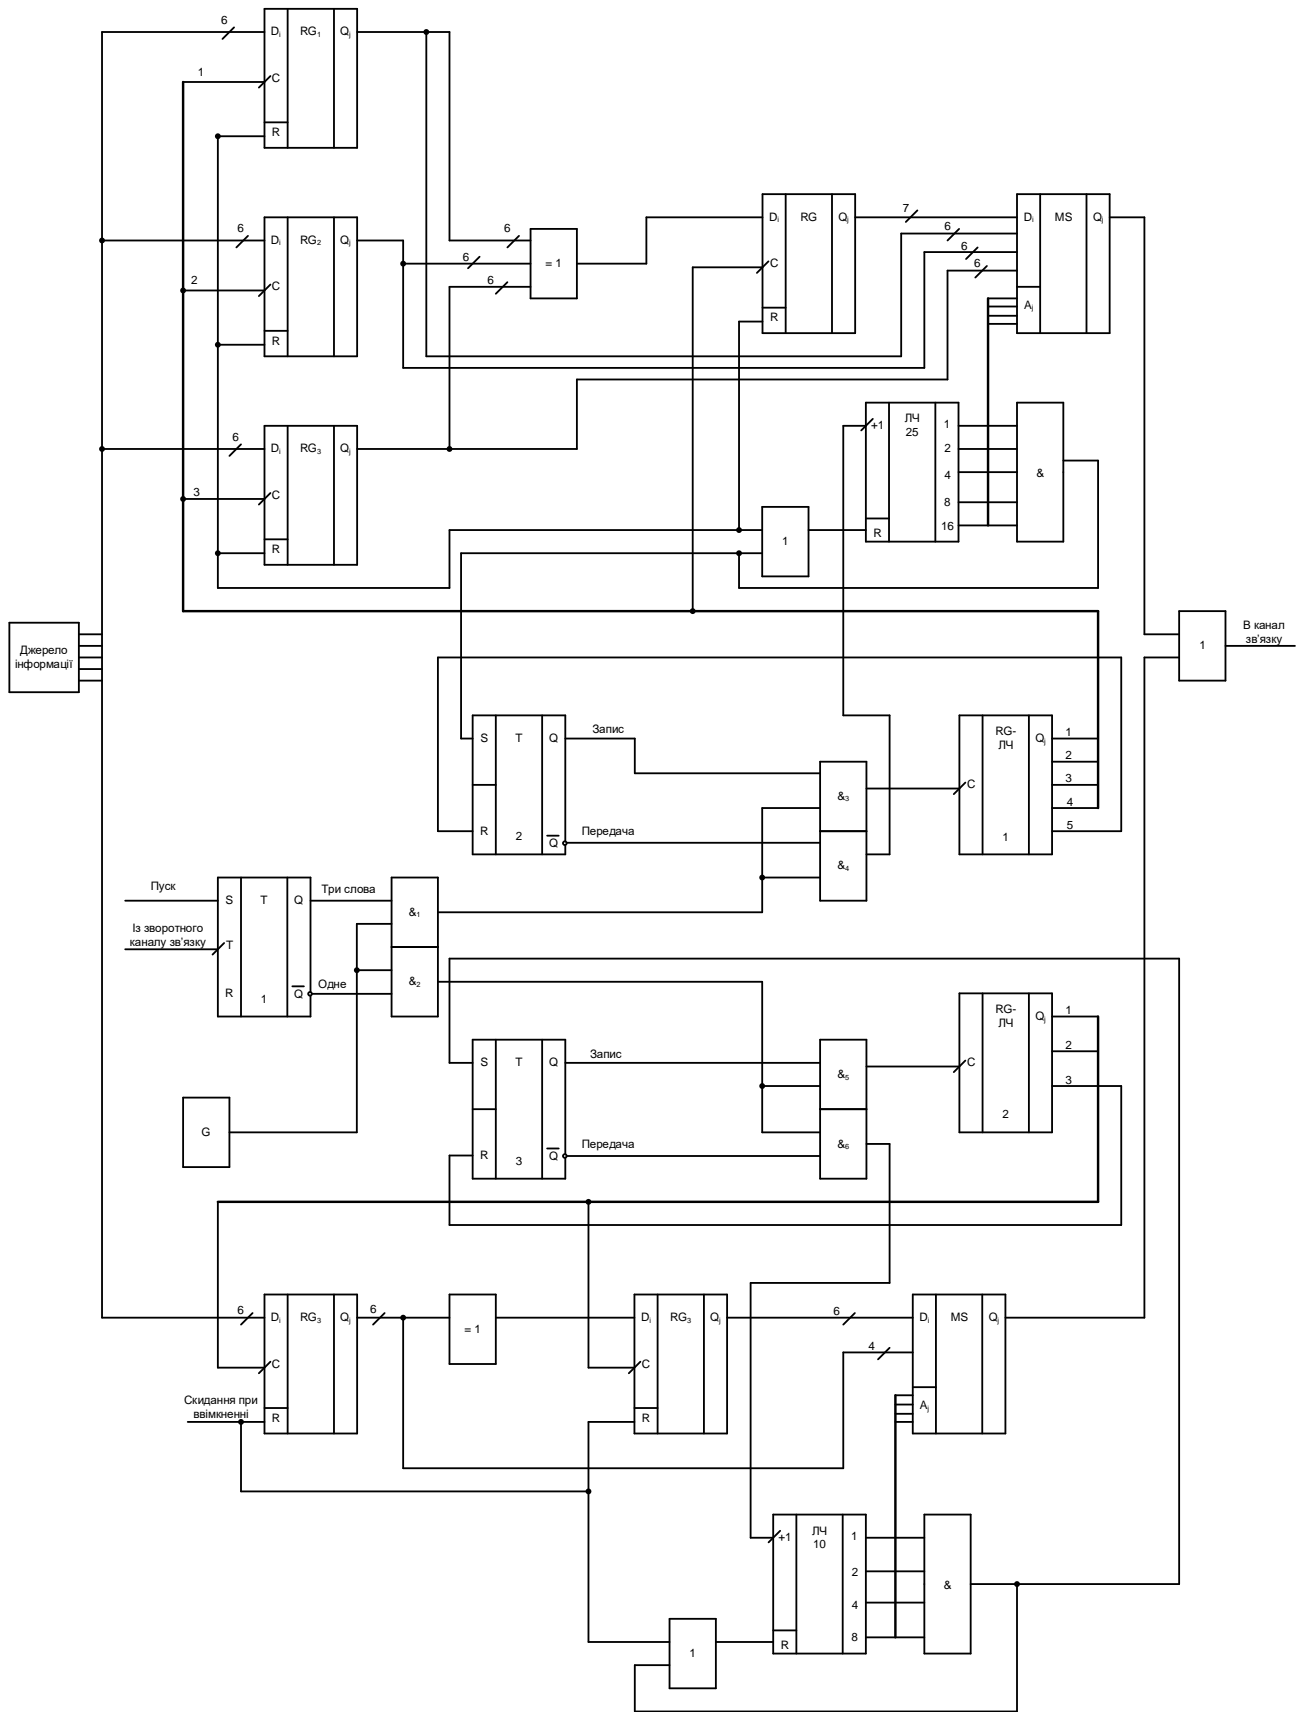 6
Dᵢ RG₁ Qⱼ
1
C
R
6
Dᵢ RG₂ Qⱼ
2
C
R
6
Dᵢ RG₃ Qⱼ
3
C
R
6
6
6
= 1
Dᵢ RG Qⱼ
C
R
7
6
6
6
Dᵢ MS Qⱼ
Aⱼ
+1 ЛЧ 1
25
2
4
8
R 16
&
1
Джерело
інформації
1
В канал
зв'язку
S T Q
R 2 Q
Запис
Передача
&₃
&₄
RG-
ЛЧ
Qⱼ
C
1
1
2
3
4
5
Пуск
Із зворотного
каналу зв'язку
S T Q
T
R 1 Q
Три слова
Одне
&₁
&₂
G
S T Q
R 3 Q
Запис
Передача
&₅
&₆
RG-
ЛЧ
Qⱼ
C
2
1
2
3
6
Dᵢ RG₃ Qⱼ
C
R
Скидання при
ввімкненні
6
= 1
Dᵢ RG₃ Qⱼ
C
R
6
4
Dᵢ MS Qⱼ
Aⱼ
+1 ЛЧ 1
10
2
4
8
R
&
1